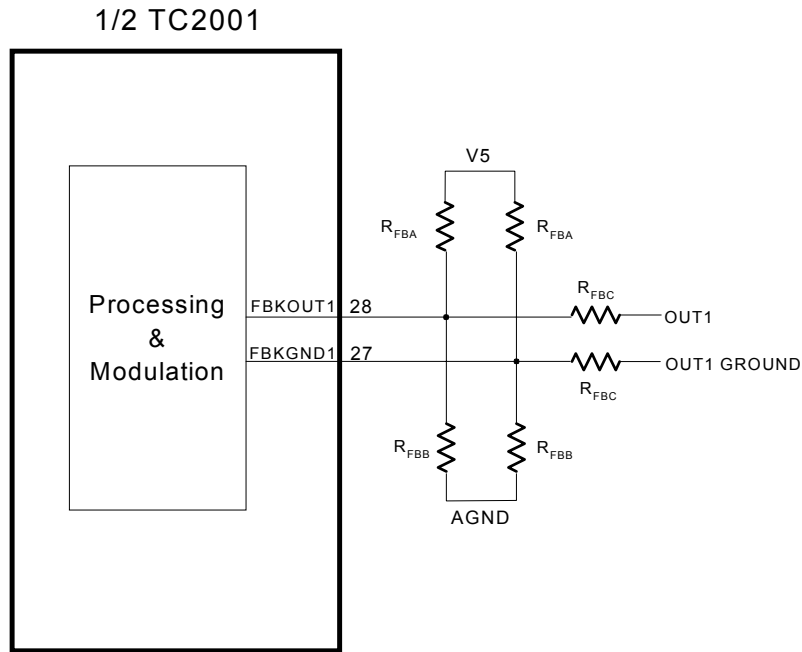 1/2 TC2001
V5
RFBA
RFBA
Processing
&
Modulation
FBKOUT1
28
FBKGND1
27
RFBC
OUT1
OUT1 GROUND
RFBC
RFBB
RFBB
AGND